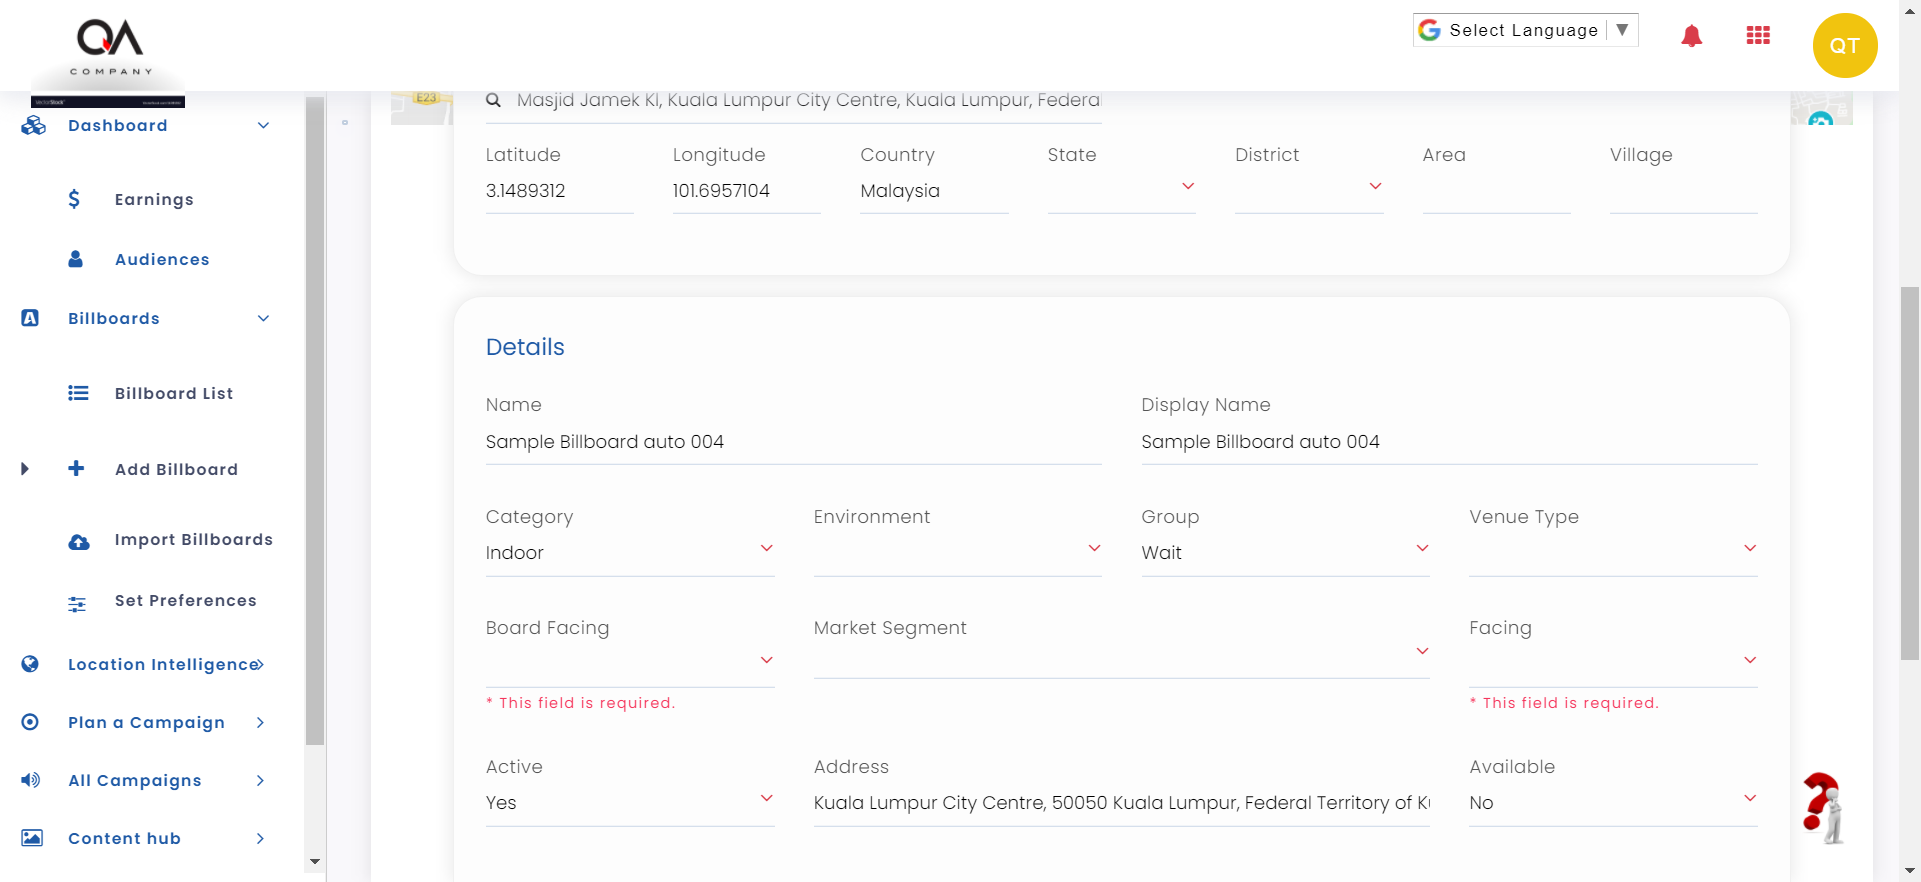 QA
COMPANY
Select Language ▼
QT
E23
Masjid Jamek Kl, Kuala Lumpur City Centre, Kuala Lumpur, Federal
Dashboard
Earnings
Audiences
Billboards
Billboard List
Add Billboard
Import Billboards
Set Preferences
Location Intelligence
Plan a Campaign
All Campaigns
Content hub
Latitude Longitude Country State District Area Village
3.1489312 101.6957104 Malaysia
Details
Name Display Name
Sample Billboard auto 004 Sample Billboard auto 004
Category Environment Group Venue Type
Indoor Wait
Board Facing Market Segment Facing
* This field is required. * This field is required.
Active Address Available
Yes Kuala Lumpur City Centre, 50050 Kuala Lumpur, Federal Territory of Ku No